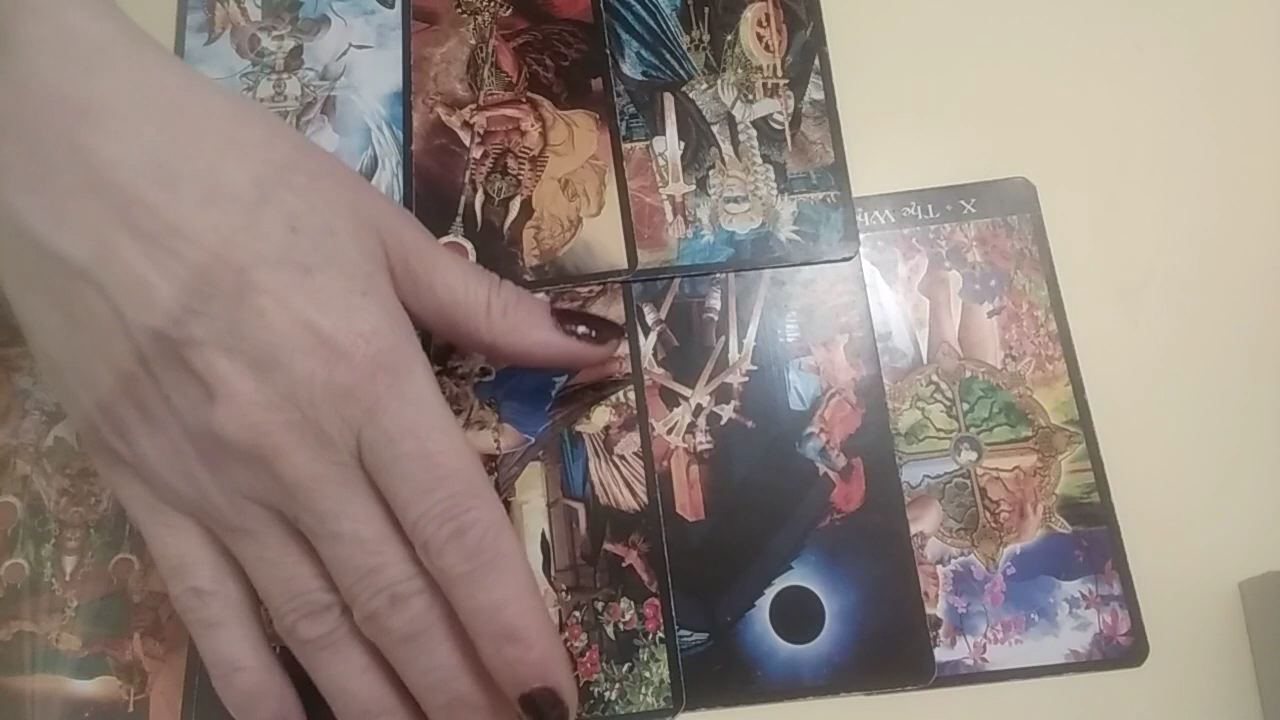 X • The Wh